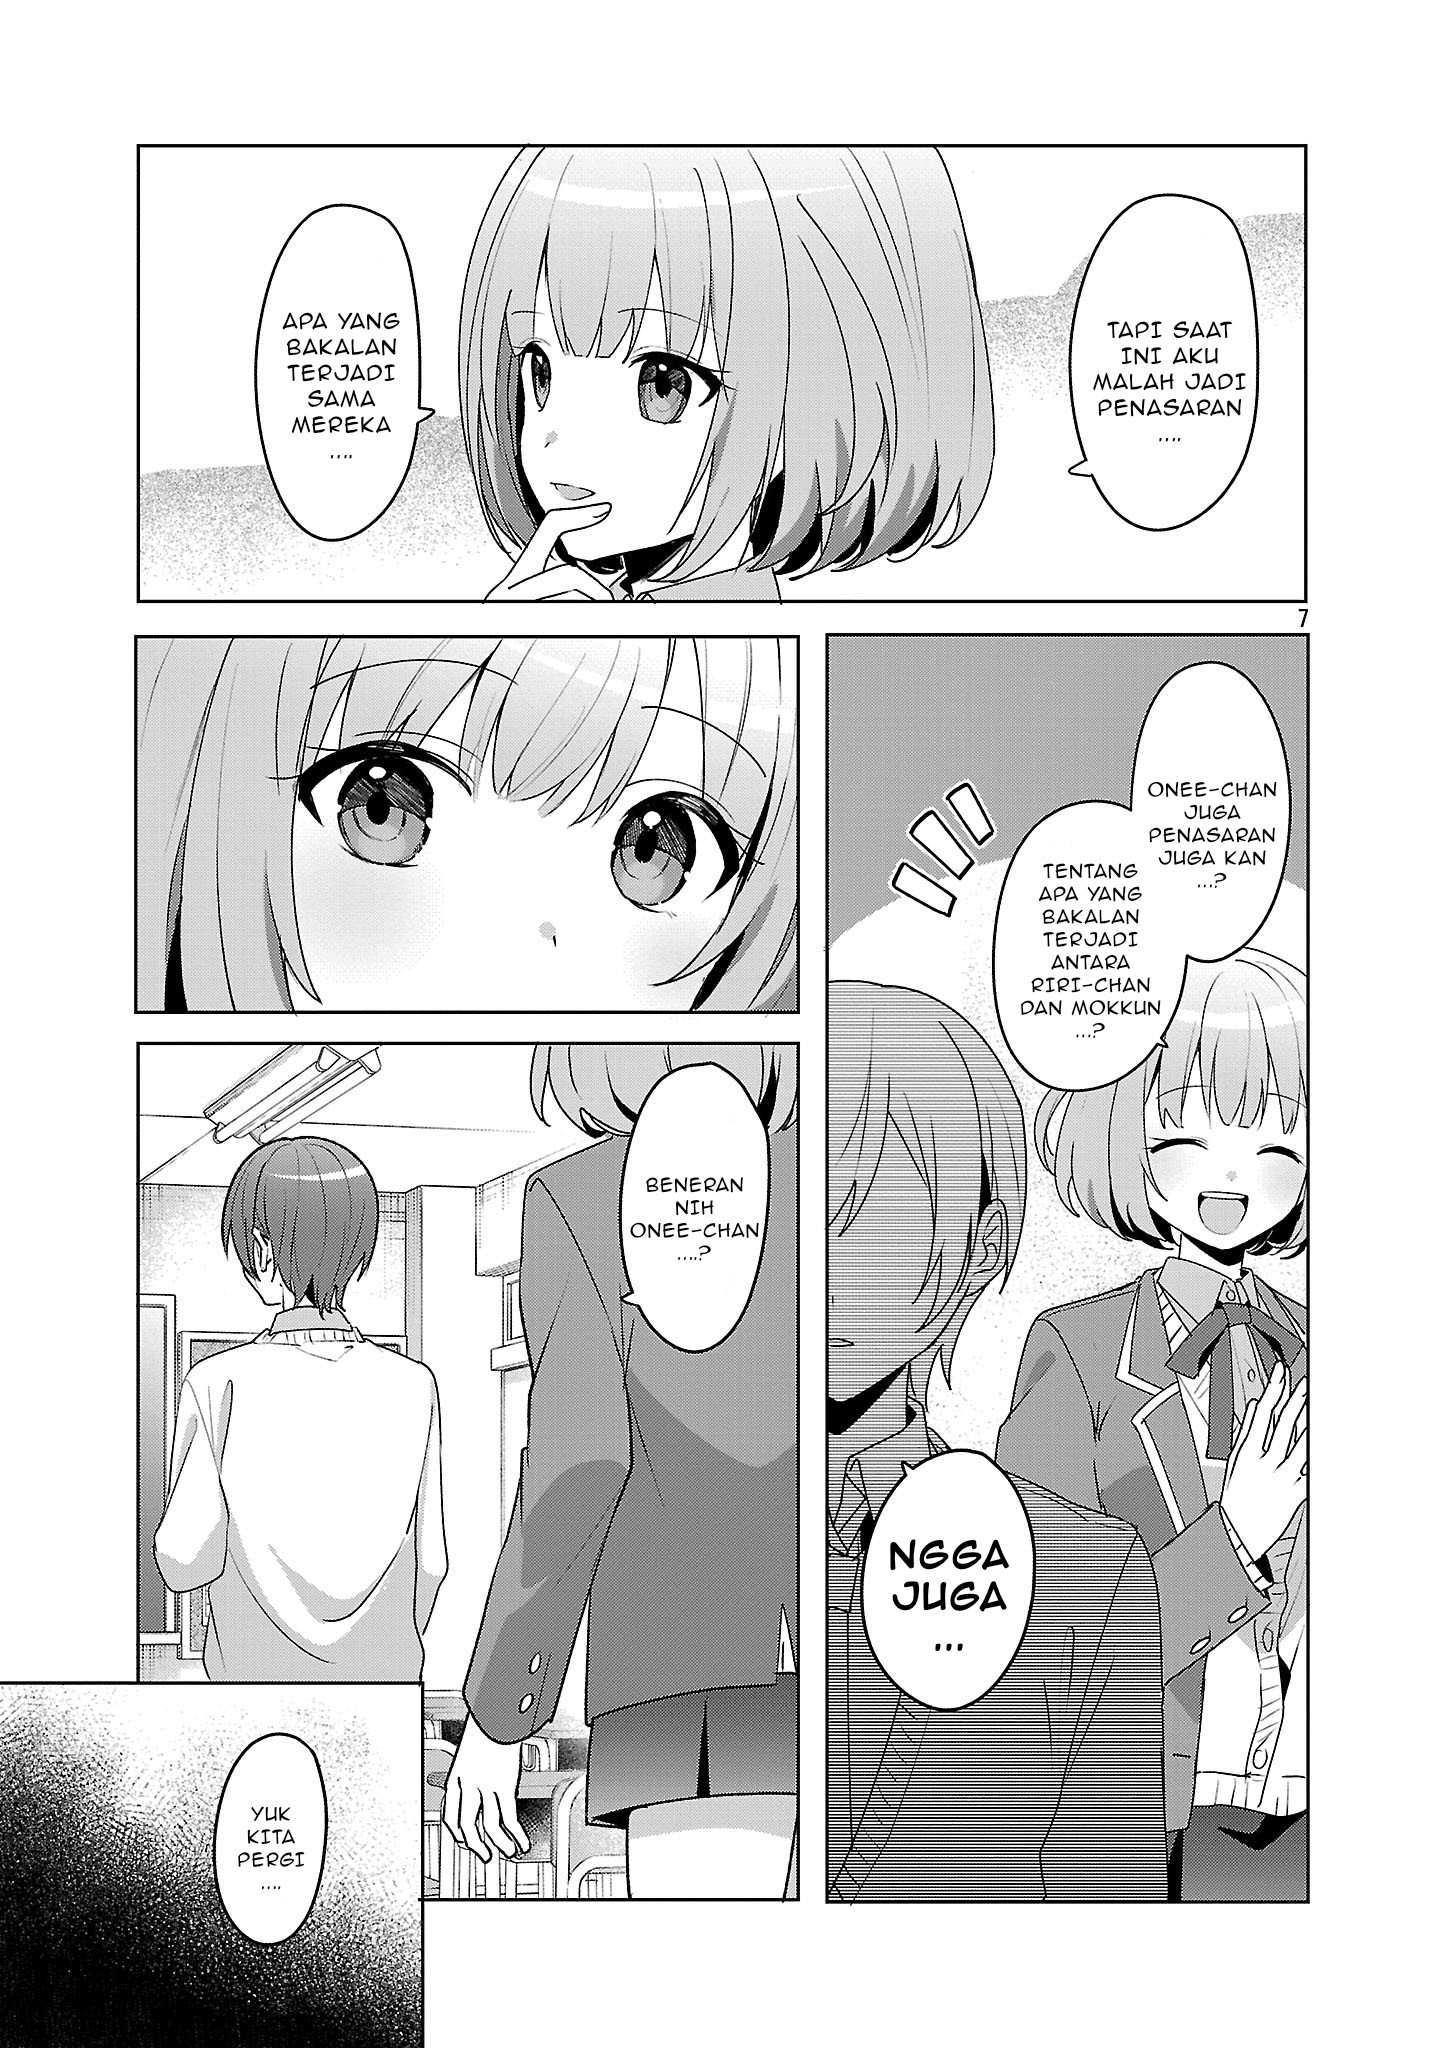 TAPI SAAT
INI AKU
MALAH JADI
PENASARAN
....
APA YANG
BAKALAN
TERJADI
SAMA
MEREKA
....
7
ONEE-CHAN
JUGA
PENASARAN
JUGA KAN
...?
TENTANG
APA YANG
BAKALAN
TERJADI
ANTARA
RIRI-CHAN
DAN MOKKUN
...?
NGGA
JUGA
...
BENERAN
NIH
ONEE-CHAN
....?
YUK
KITA
PERGI
....